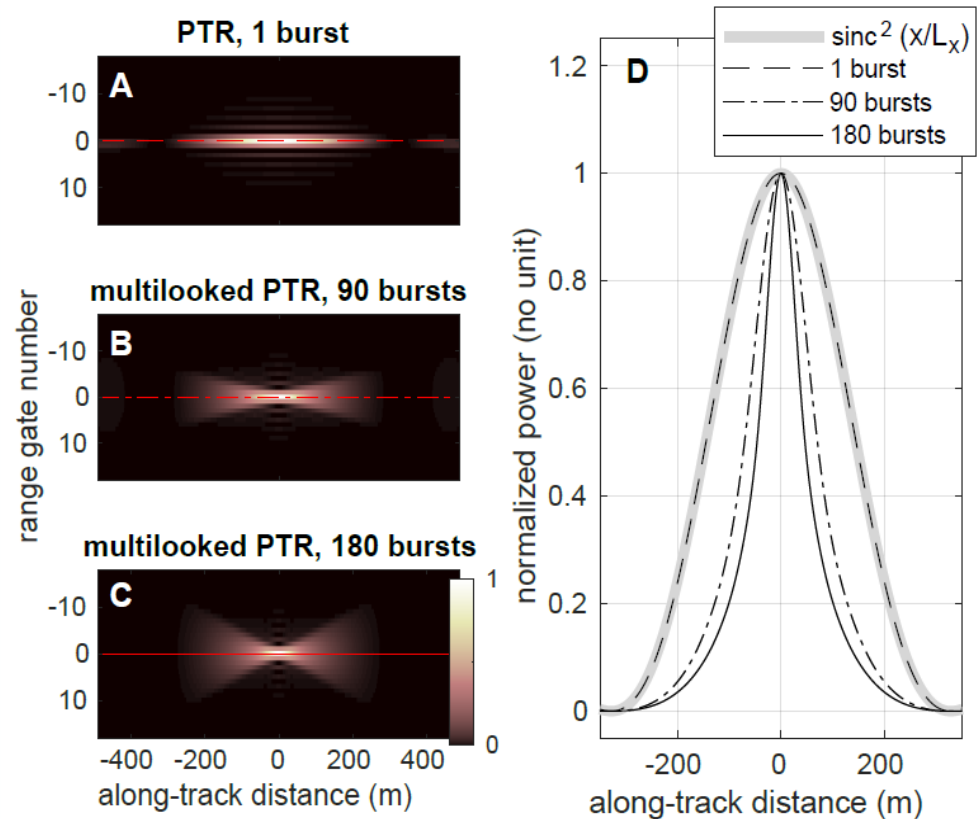 PTR, 1 burst
A
-10
0
10
multilooked PTR, 90 bursts
B
-10
0
10
range gate number
multilooked PTR, 180 bursts
C
-10
0
10
1
0
-400 -200 0 200 400
along-track distance (m)
D
sinc² (x/Lₓ)
1 burst
90 bursts
180 bursts
1.2
1
0.8
0.6
0.4
0.2
0
normalized power (no unit)
-200 0 200
along-track distance (m)